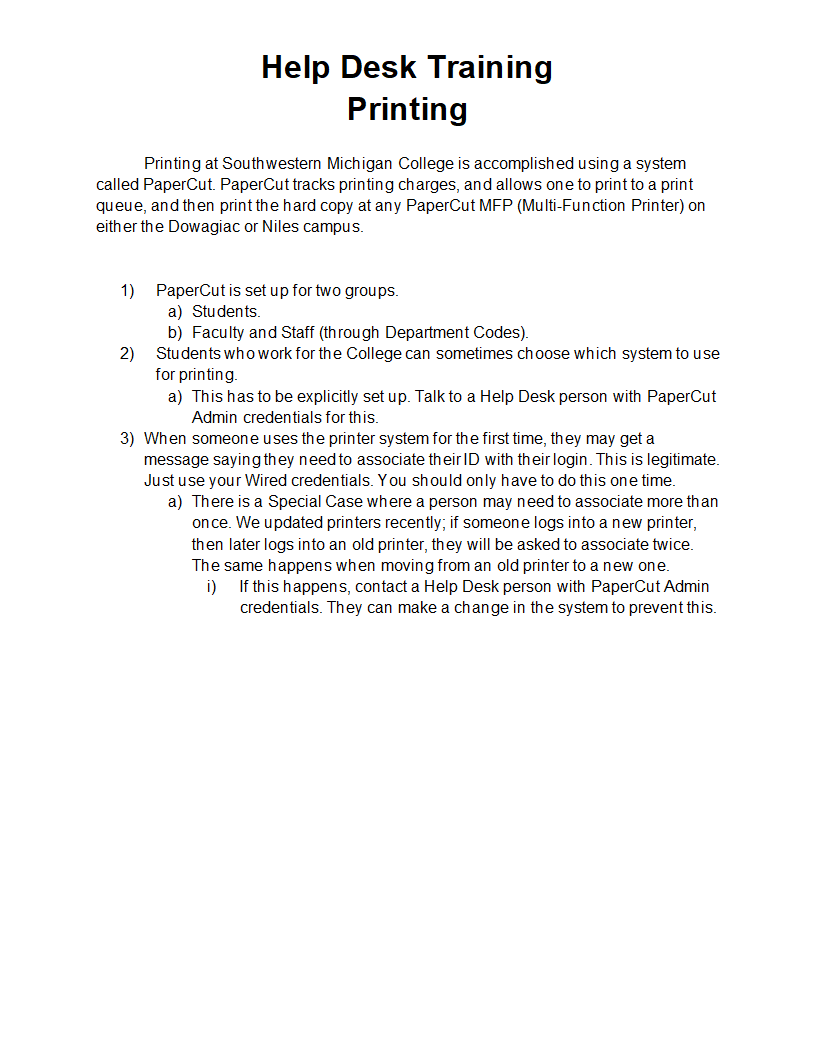 Help Desk Training
Printing
Printing at Southwestern Michigan College is accomplished using a system
called PaperCut. PaperCut tracks printing charges, and allows one to print to a print
queue, and then print the hard copy at any PaperCut MFP (Multi-Function Printer) on
either the Dowagiac or Niles campus.
1) PaperCut is set up for two groups.
a) Students.
b) Faculty and Staff (through Department Codes).
2) Students who work for the College can sometimes choose which system to use
for printing.
a) This has to be explicitly set up. Talk to a Help Desk person with PaperCut
Admin credentials for this.
3) When someone uses the printer system for the first time, they may get a
message saying they need to associate their ID with their login. This is legitimate.
Just use your Wired credentials. You should only have to do this one time.
a) There is a Special Case where a person may need to associate more than
once. We updated printers recently; if someone logs into a new printer,
then later logs into an old printer, they will be asked to associate twice.
The same happens when moving from an old printer to a new one.
i) If this happens, contact a Help Desk person with PaperCut Admin
credentials. They can make a change in the system to prevent this.